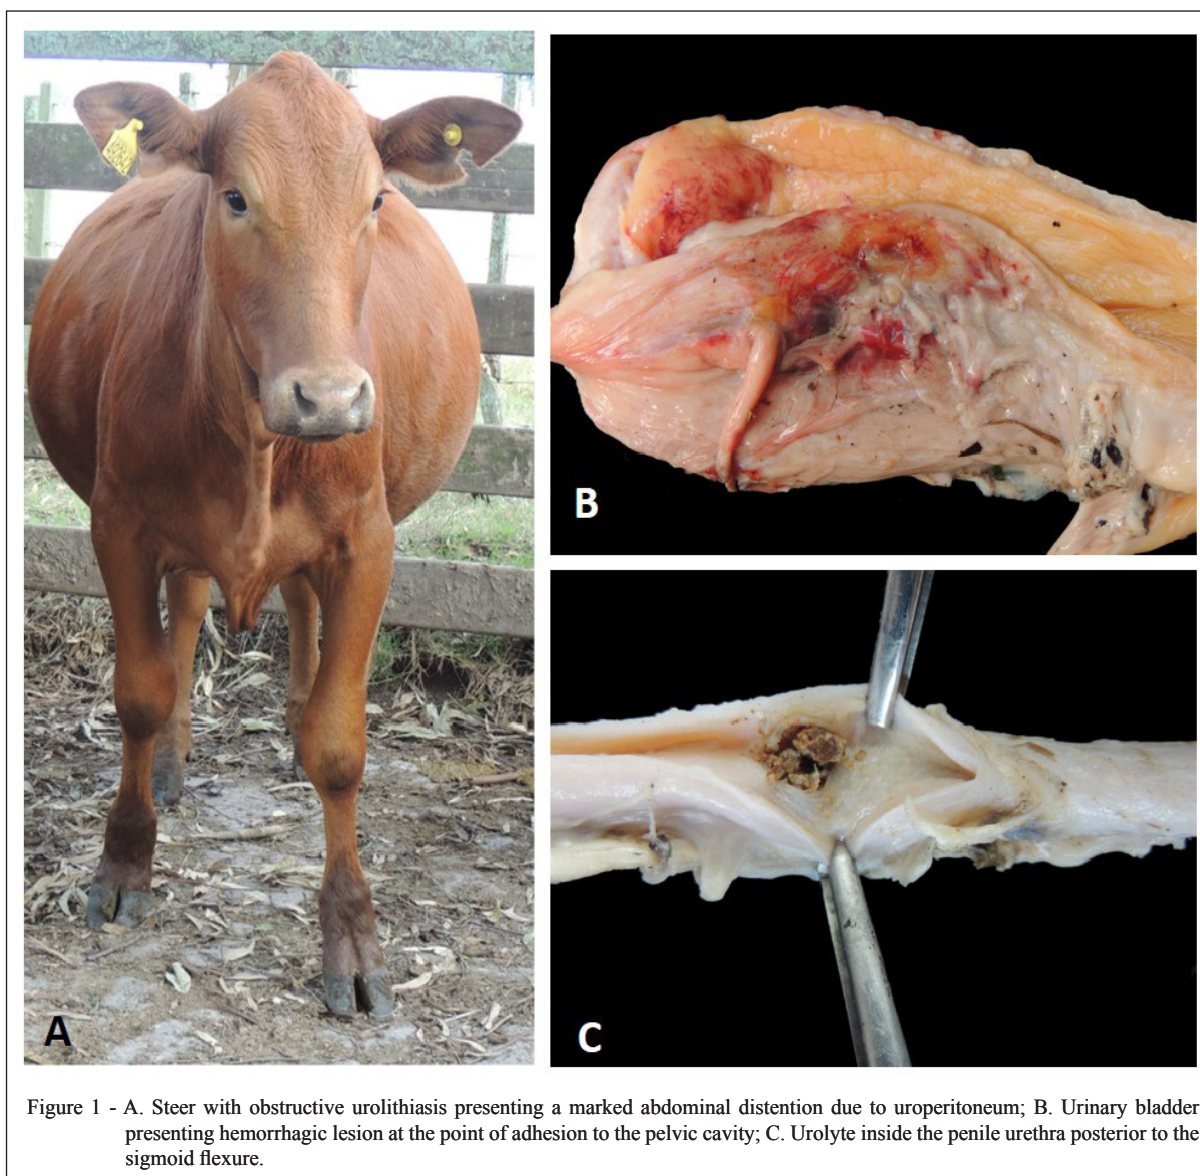 A
B
C
Figure 1 - A. Steer with obstructive urolithiasis presenting a marked abdominal distention due to uroperitoneum; B. Urinary bladder
presenting hemorrhagic lesion at the point of adhesion to the pelvic cavity; C. Urolyte inside the penile urethra posterior to the
sigmoid flexure.